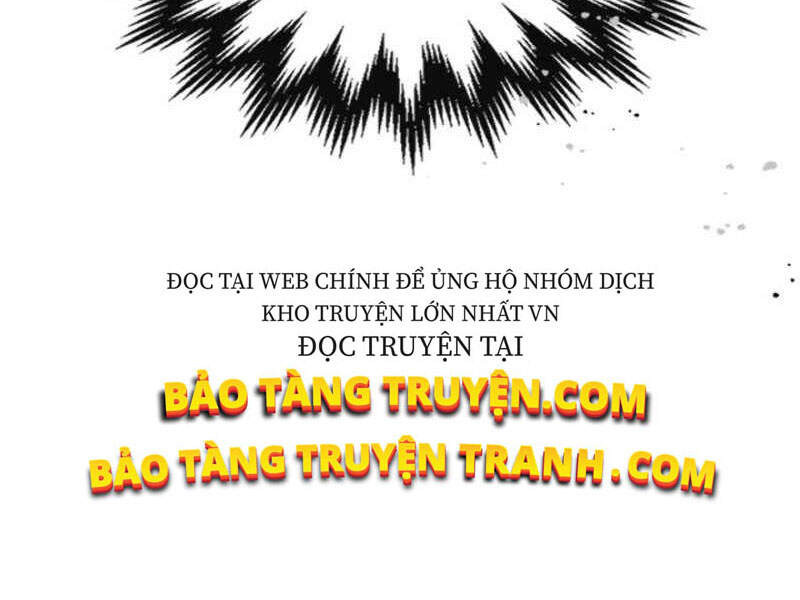 ĐỌC TẠI WEB CHÍNH ĐỂ ỦNG HỘ NHÓM DỊCH
KHO TRUYỆN LỚN NHẤT VN
ĐỌC TRUYỆN TẠI
BẢO TÀNG TRUYỆN.COM
BẢO TÀNG TRUYỆN TRANH.COM